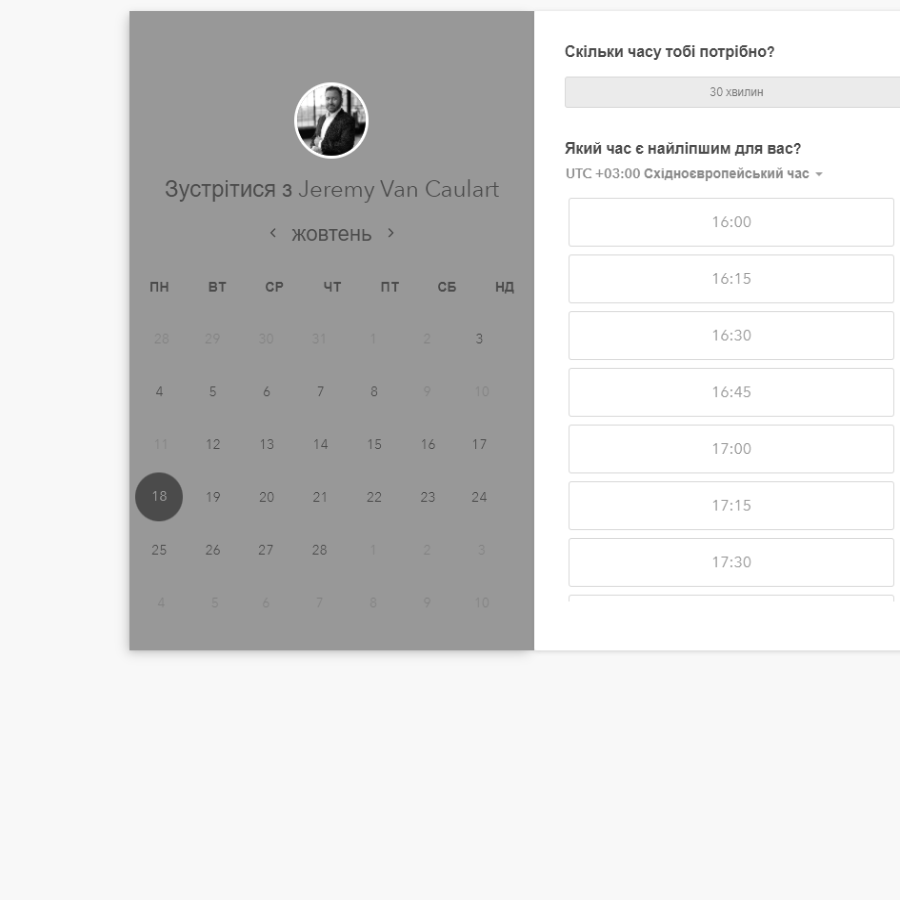 Зустрітися з Jeremy Van Caulart
жовтень
ПН ВТ СР ЧТ ПТ СБ НД
28 29 30 31 1 2 3
4 5 6 7 8 9 10
11 12 13 14 15 16 17
18 19 20 21 22 23 24
25 26 27 28 1 2 3
4 5 6 7 8 9 10
Скільки часу тобі потрібно?
30 хвилин
Який час є найліпшим для вас?
UTC +03:00 Східноєвропейський час
16:00
16:15
16:30
16:45
17:00
17:15
17:30